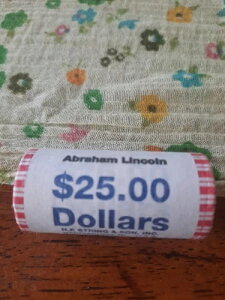 Abraham Lincoln
$25.00
Dollars
N.F. STRING & SON, INC.